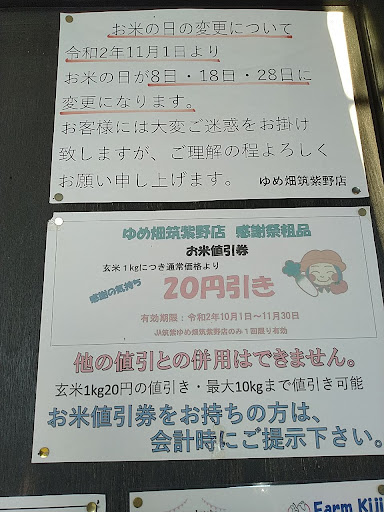 お米の日の変更について
令和2年11月1日より
お米の日が8日・18日・28日に
変更になります。
お客様には大変ご迷惑をお掛け
致しますが、ご理解の程よろしく
お願い申し上げます。 ゆめ畑筑紫野店
ゆめ畑筑紫野店 感謝祭粗品
お米値引券
玄米1kgにつき通常価格より
感謝の気持ち
20円引き
有効期限：令和2年10月1日～11月30日
JA筑紫ゆめ畑筑紫野店のみ1回限り有効
他の値引との併用はできません。
玄米1kg20円の値引き・最大10kgまで値引き可能
お米値引券をお持ちの方は、
会計時にご提示下さい。
Farm Kiji